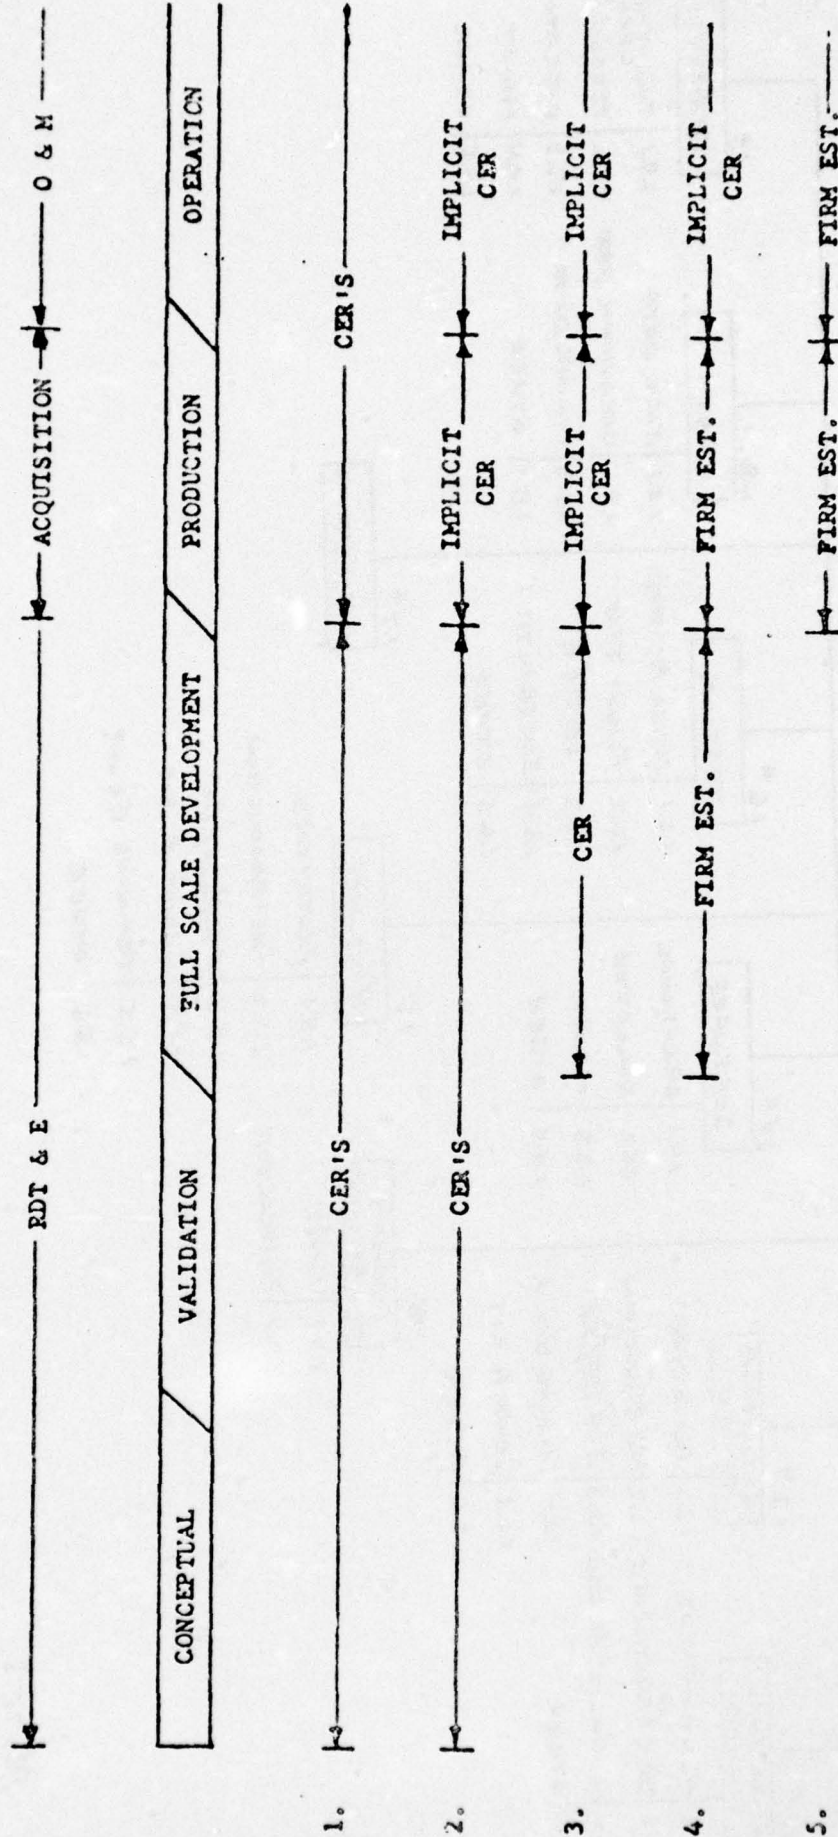 RDT & E ACQUISITION O & M
CONCEPTUAL VALIDATION FULL SCALE DEVELOPMENT PRODUCTION OPERATION
1. CER'S CER'S
2. CER'S IMPLICIT CER IMPLICIT CER
3. CER IMPLICIT CER IMPLICIT CER
4. FIRM EST. FIRM EST. IMPLICIT CER
5. FIRM EST. FIRM EST.